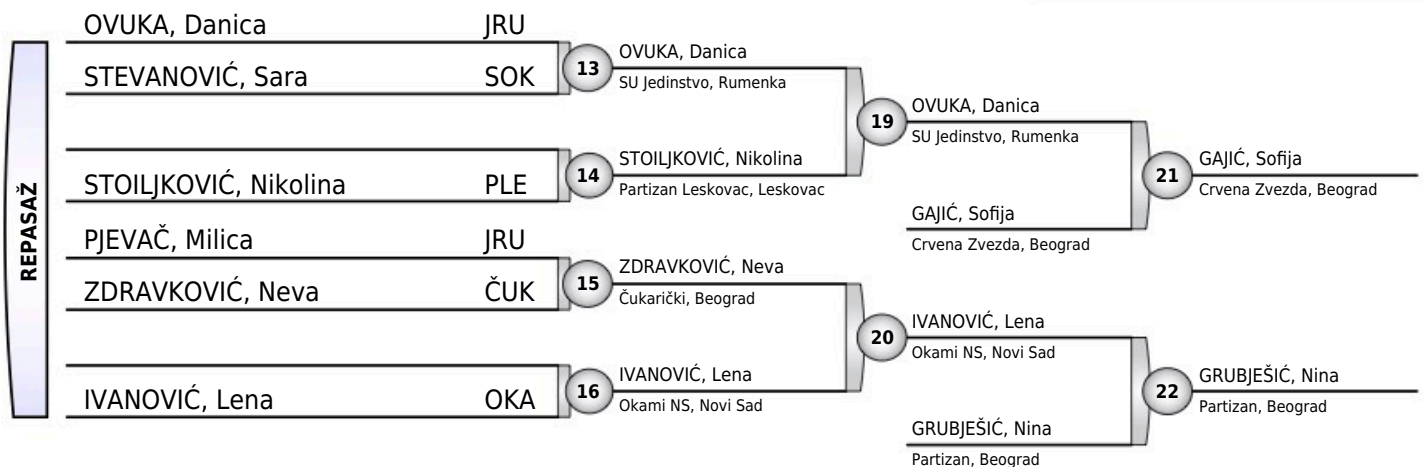 REPASAŽ
OVUKA, Danica JRU
STEVANOVIĆ, Sara SOK
13
OVUKA, Danica
SU Jedinstvo, Rumenka
STOILJKOVIĆ, Nikolina PLE
14
STOILJKOVIĆ, Nikolina
Partizan Leskovac, Leskovac
19
OVUKA, Danica
SU Jedinstvo, Rumenka
GAJIĆ, Sofija
Crvena Zvezda, Beograd
21
GAJIĆ, Sofija
Crvena Zvezda, Beograd
PJEVAČ, Milica JRU
ZDRAVKOVIĆ, Neva ČUK
15
ZDRAVKOVIĆ, Neva
Čukarički, Beograd
IVANOVIĆ, Lena OKA
16
IVANOVIĆ, Lena
Okami NS, Novi Sad
20
IVANOVIĆ, Lena
Okami NS, Novi Sad
GRUBJEŠIĆ, Nina
Partizan, Beograd
22
GRUBJEŠIĆ, Nina
Partizan, Beograd